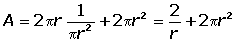 A = 2πr 1/πr² + 2πr² = 2/r + 2πr²